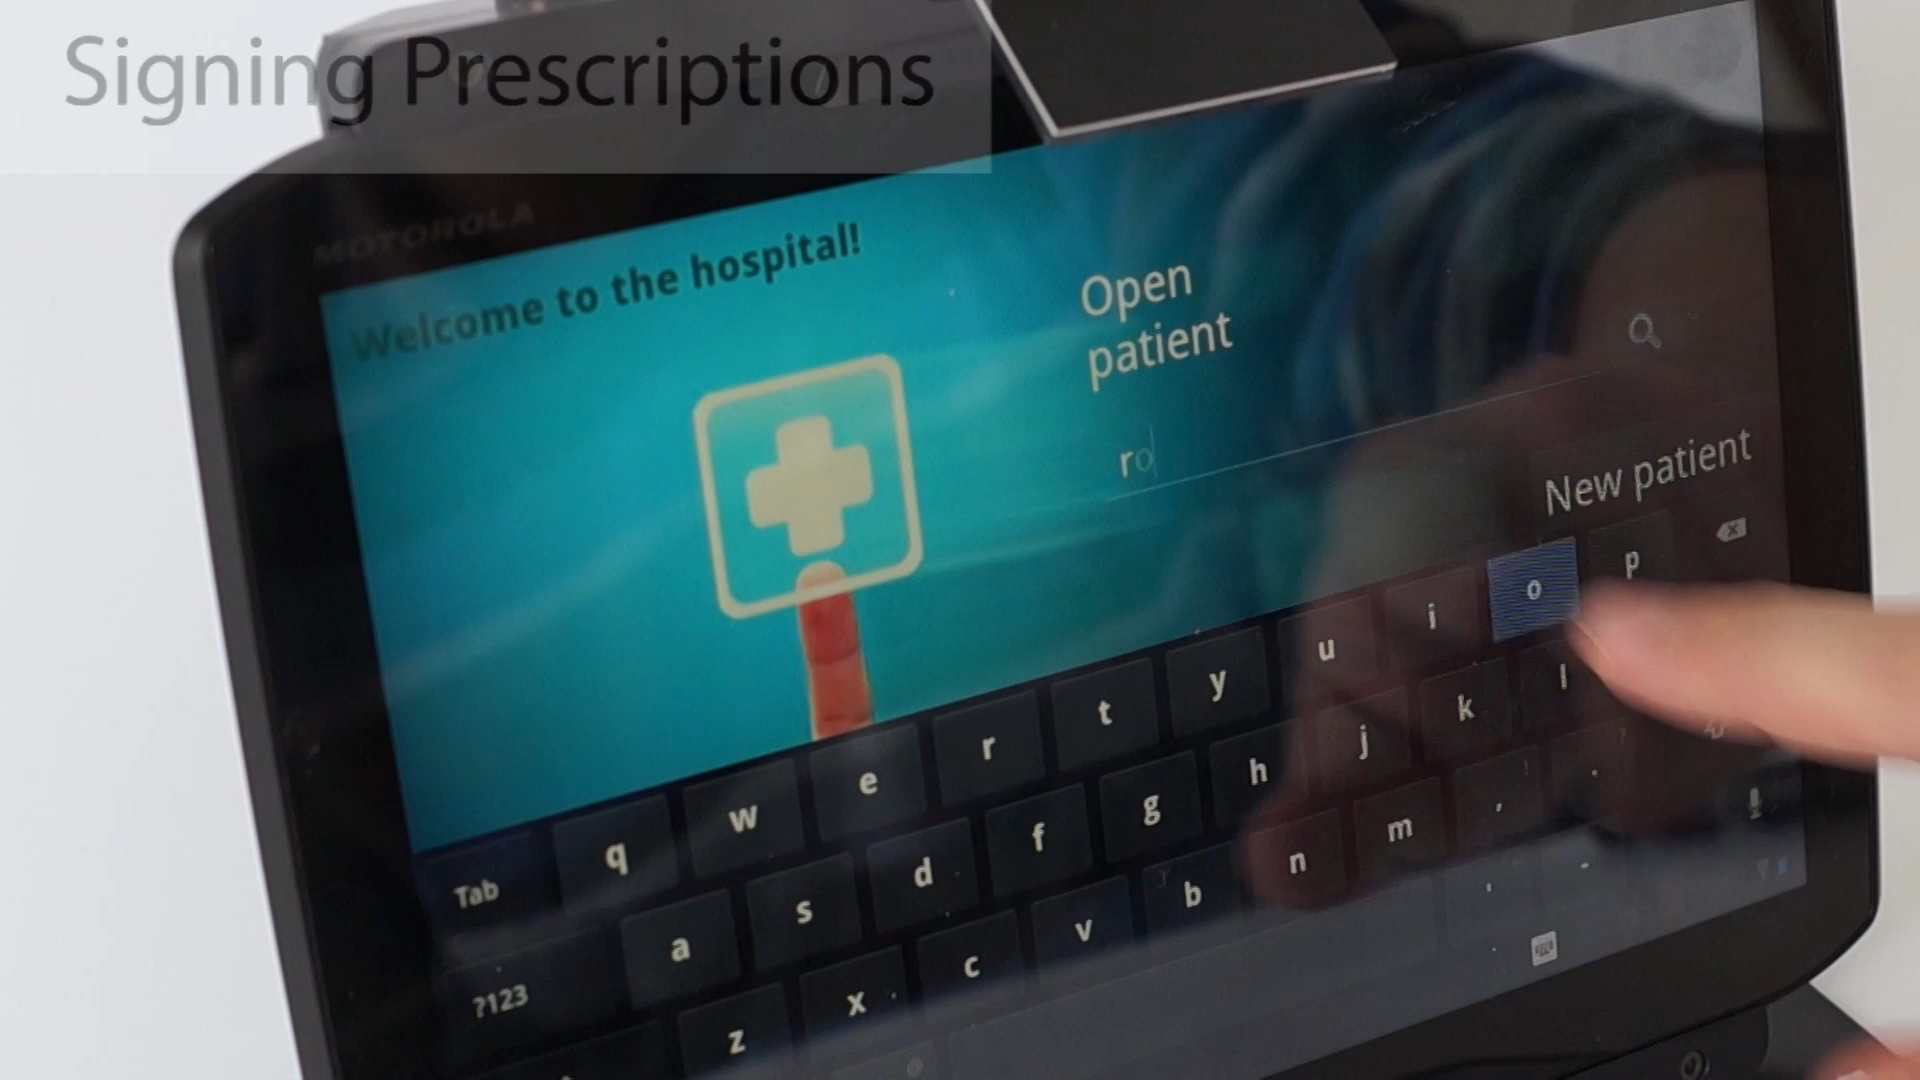 Signing Prescriptions
MOTOROLA
Welcome to the hospital!
Open
patient
ro
New patient
q w e r t y u i o p
Tab a s d f g h j k l
?123 z x c v b n m , .